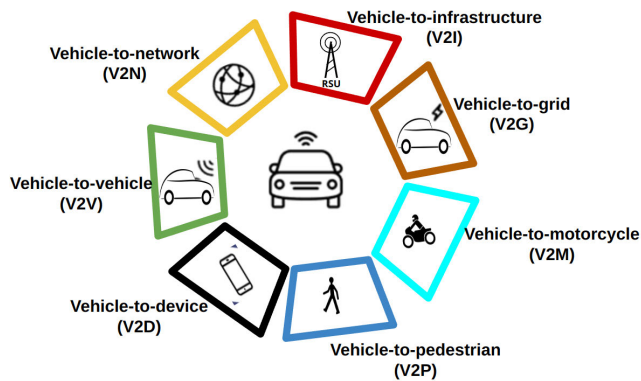 Vehicle-to-infrastructure
(V2I)
Vehicle-to-network
(V2N)
RSU
Vehicle-to-grid
(V2G)
Vehicle-to-vehicle
(V2V)
Vehicle-to-motorcycle
(V2M)
Vehicle-to-device
(V2D)
Vehicle-to-pedestrian
(V2P)